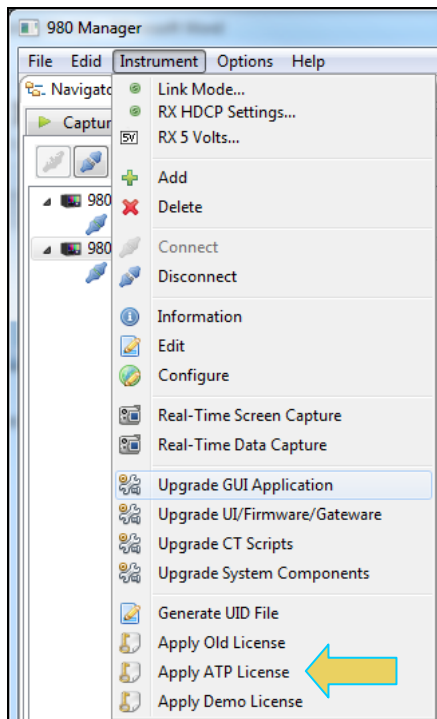 980 Manager
File Edid Instrument Options Help
Navigato
Captur
980
980
Link Mode...
RX HDCP Settings...
5V RX 5 Volts...
Add
Delete
Connect
Disconnect
Information
Edit
Configure
Real-Time Screen Capture
Real-Time Data Capture
Upgrade GUI Application
Upgrade UI/Firmware/Gateware
Upgrade CT Scripts
Upgrade System Components
Generate UID File
Apply Old License
Apply ATP License
Apply Demo License